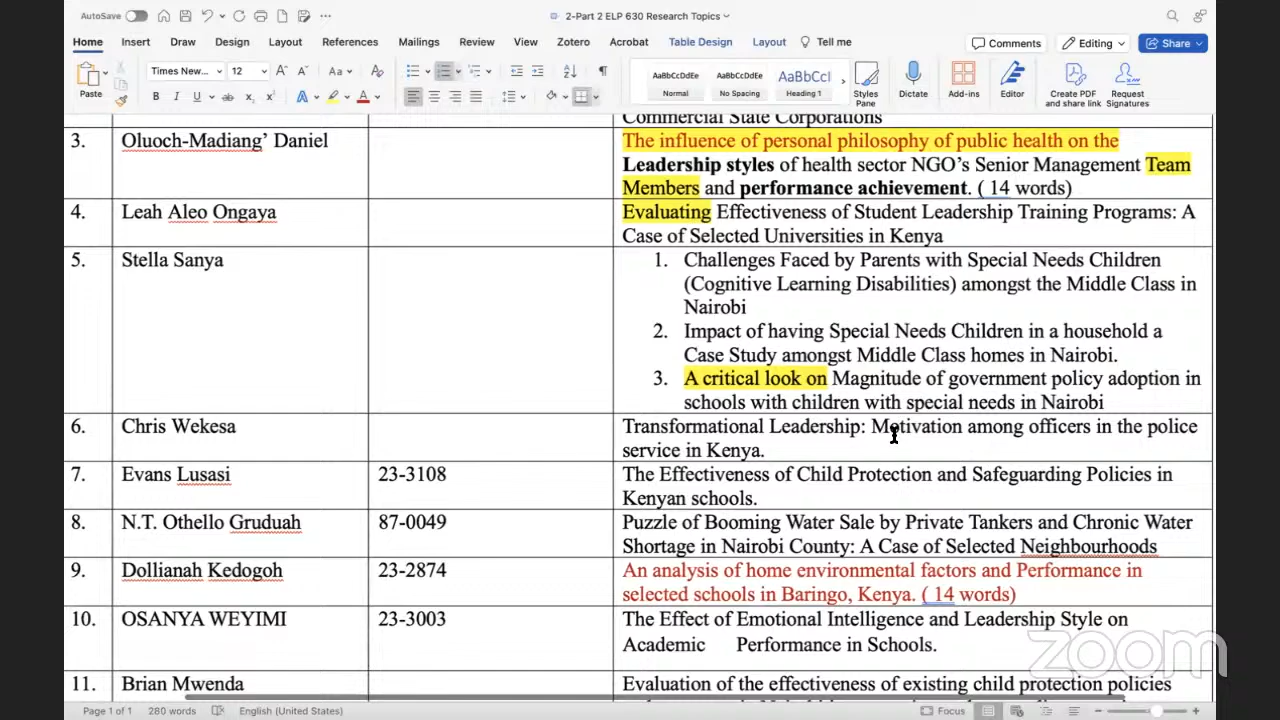 AutoSave
2-Part 2 ELP 630 Research Topics
Home Insert Draw Design Layout References Mailings Review View Zotero Acrobat Table Design Layout Tell me
Comments Editing Share
Paste
Times New... 12
AaBbCcDdEe AaBbCcDdEe AaBbCcI
Normal No Spacing Heading 1
Styles Pane
Dictate
Add-ins
Editor
Create PDF and share link
Request Signatures
Commercial State Corporations
3. Oluoch-Madiang’ Daniel
The influence of personal philosophy of public health on the
Leadership styles of health sector NGO’s Senior Management Team
Members and performance achievement. ( 14 words)
4. Leah Aleo Ongaya
Evaluating Effectiveness of Student Leadership Training Programs: A
Case of Selected Universities in Kenya
5. Stella Sanya
1. Challenges Faced by Parents with Special Needs Children
(Cognitive Learning Disabilities) amongst the Middle Class in
Nairobi
2. Impact of having Special Needs Children in a household a
Case Study amongst Middle Class homes in Nairobi.
3. A critical look on Magnitude of government policy adoption in
schools with children with special needs in Nairobi
6. Chris Wekesa
Transformational Leadership: Motivation among officers in the police
service in Kenya.
7. Evans Lusasi 23-3108
The Effectiveness of Child Protection and Safeguarding Policies in
Kenyan schools.
8. N.T. Othello Gruduah 87-0049
Puzzle of Booming Water Sale by Private Tankers and Chronic Water
Shortage in Nairobi County: A Case of Selected Neighbourhoods
9. Dollianah Kedogoh 23-2874
An analysis of home environmental factors and Performance in
selected schools in Baringo, Kenya. ( 14 words)
10. OSANYA WEYIMI 23-3003
The Effect of Emotional Intelligence and Leadership Style on
Academic Performance in Schools.
11. Brian Mwenda
Evaluation of the effectiveness of existing child protection policies
zoom
Page 1 of 1 280 words English (United States) Focus